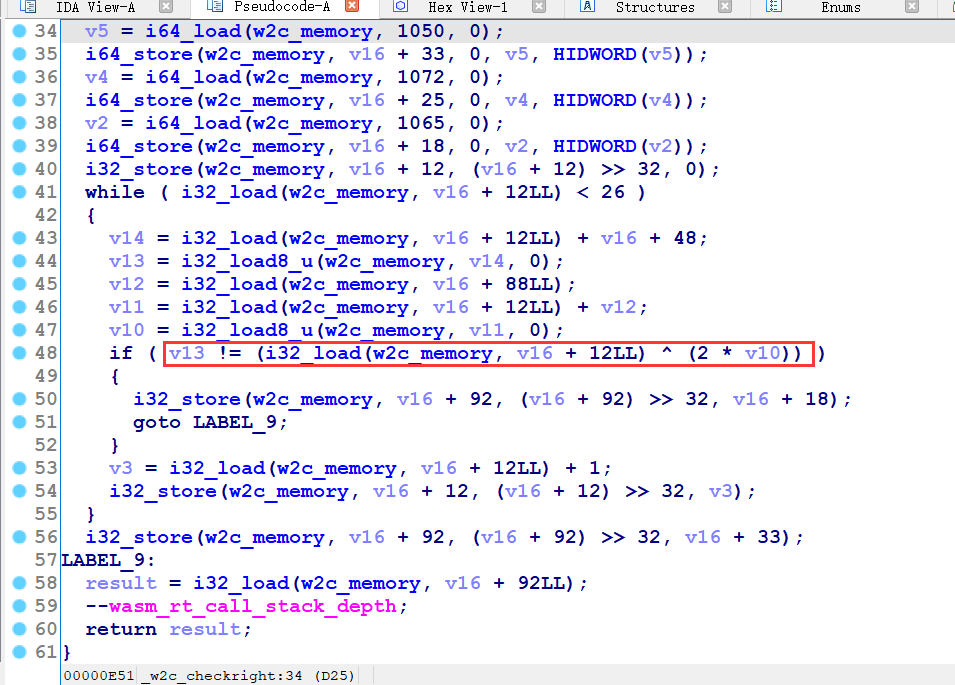 IDA View-A Pseudocode-A Hex View-1 A Structures Enums
34 v5 = i64_load(w2c_memory, 1050, 0);
35 i64_store(w2c_memory, v16 + 33, 0, v5, HIDWORD(v5));
36 v4 = i64_load(w2c_memory, 1072, 0);
37 i64_store(w2c_memory, v16 + 25, 0, v4, HIDWORD(v4));
38 v2 = i64_load(w2c_memory, 1065, 0);
39 i64_store(w2c_memory, v16 + 18, 0, v2, HIDWORD(v2));
40 i32_store(w2c_memory, v16 + 12, (v16 + 12) >> 32, 0);
41 while ( i32_load(w2c_memory, v16 + 12LL) < 26 )
42 {
43 v14 = i32_load(w2c_memory, v16 + 12LL) + v16 + 48;
44 v13 = i32_load8_u(w2c_memory, v14, 0);
45 v12 = i32_load(w2c_memory, v16 + 88LL);
46 v11 = i32_load(w2c_memory, v16 + 12LL) + v12;
47 v10 = i32_load8_u(w2c_memory, v11, 0);
48 if ( v13 != (i32_load(w2c_memory, v16 + 12LL) ^ (2 * v10)) )
49 {
50 i32_store(w2c_memory, v16 + 92, (v16 + 92) >> 32, v16 + 18);
51 goto LABEL_9;
52 }
53 v3 = i32_load(w2c_memory, v16 + 12LL) + 1;
54 i32_store(w2c_memory, v16 + 12, (v16 + 12) >> 32, v3);
55 }
56 i32_store(w2c_memory, v16 + 92, (v16 + 92) >> 32, v16 + 33);
57 LABEL_9:
58 result = i32_load(w2c_memory, v16 + 92LL);
59 --wasm_rt_call_stack_depth;
60 return result;
61 }
00000E51 _w2c_checkright:34 (D25)